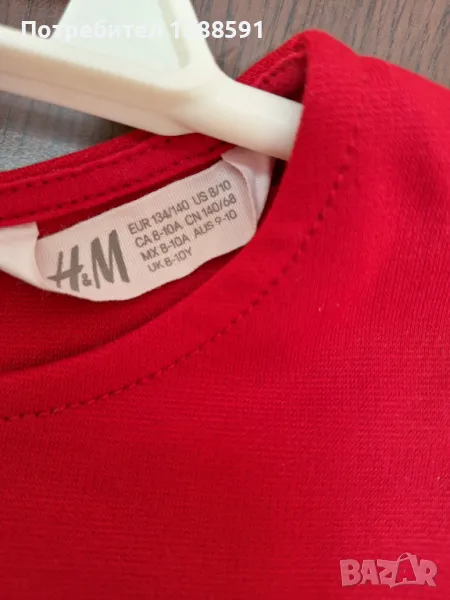 Потребител 1888591
H&M
EUR 134/140 US 8/10
CA 8-10A CN 140/68
MX 8-10A AUS 9-10
UK 8-10Y
BAZAR